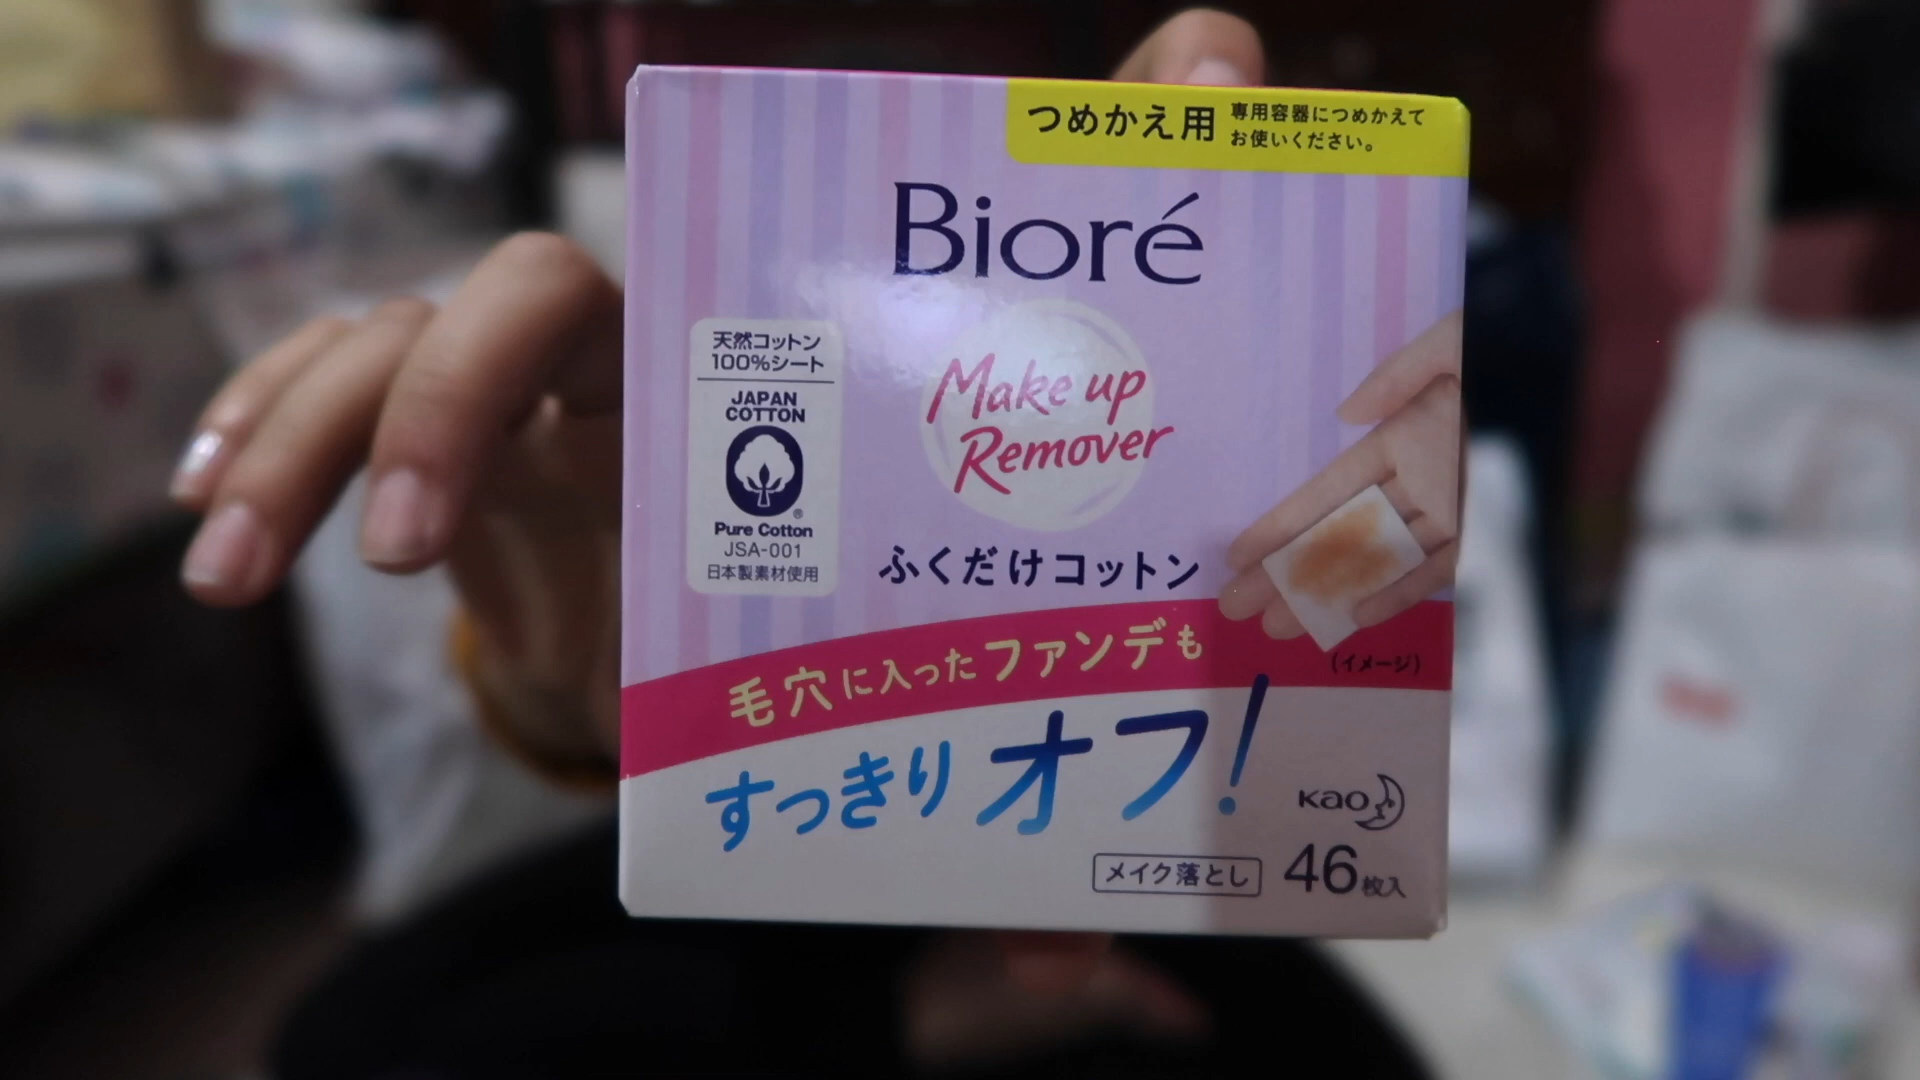 つめかえ用
専用容器につめかえて
お使いください。
Bioré
天然コットン
100%シート
JAPAN
COTTON
®
Pure Cotton
JSA-001
日本製素材使用
Make up
Remover
ふくだけコットン
毛穴に入ったファンデも
(イメージ)
すっきりオフ!
Kao
メイク落とし
46枚入